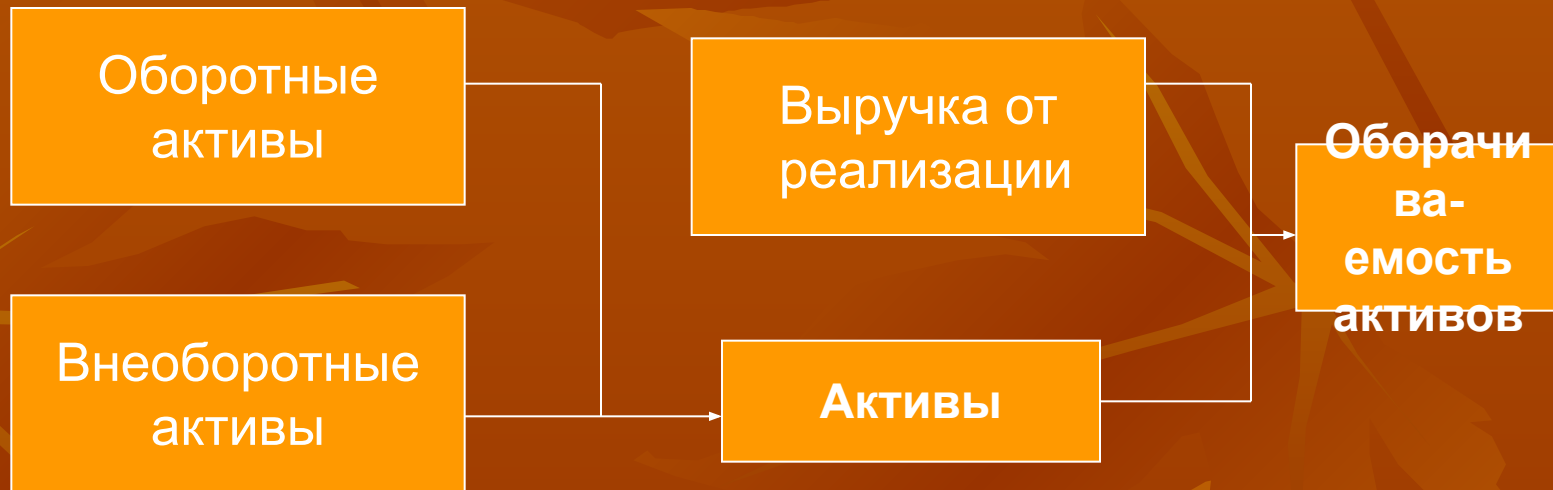 Оборотные
активы
Выручка от
реализации
Оборачи
ва-
емость
активов
Внеоборотные
активы
Активы